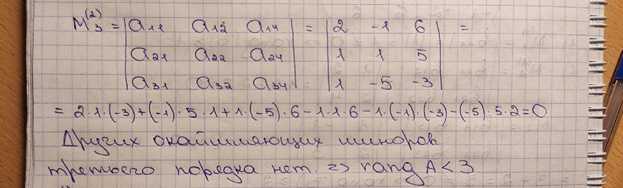 M₃⁽²⁾ = | a₁₁ a₁₂ a₁₄ | = | 2 -1 6 | =
| a₂₁ a₂₂ a₂₄ | | 1 1 5 |
| a₃₁ a₃₂ a₃₄ | | 1 -5 -3 |
= 2·1·(-3)+(-1)·5·1+1·(-5)·6-1·1·6-1·(-1)·(-3)-(-5)·5·2=0
Других окаймляющих миноров
третьего порядка нет. => rang A < 3